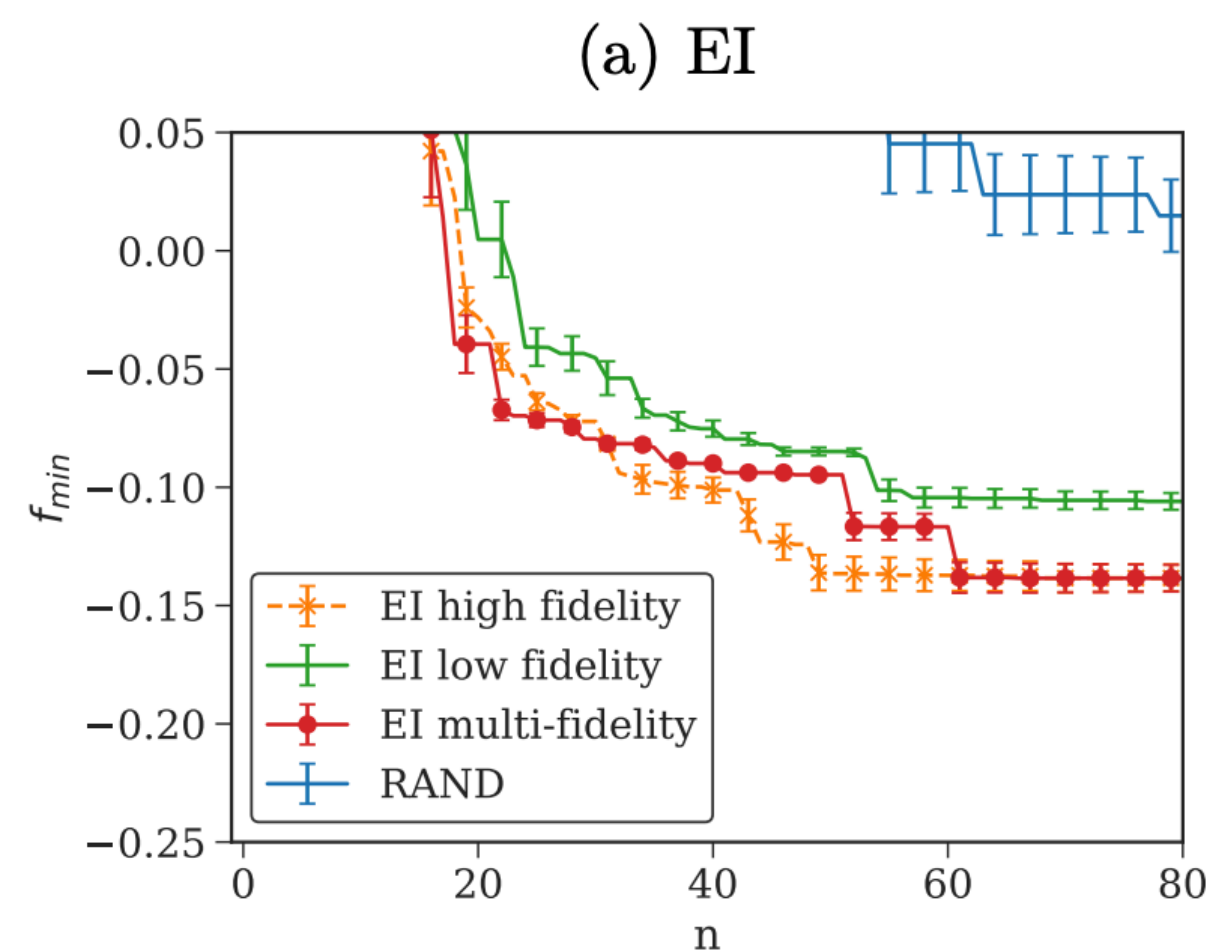 (a) EI
0.05
0.00
−0.05
−0.10
−0.15
−0.20
−0.25
f_min
EI high fidelity
EI low fidelity
EI multi-fidelity
RAND
0 20 40 60 80
n